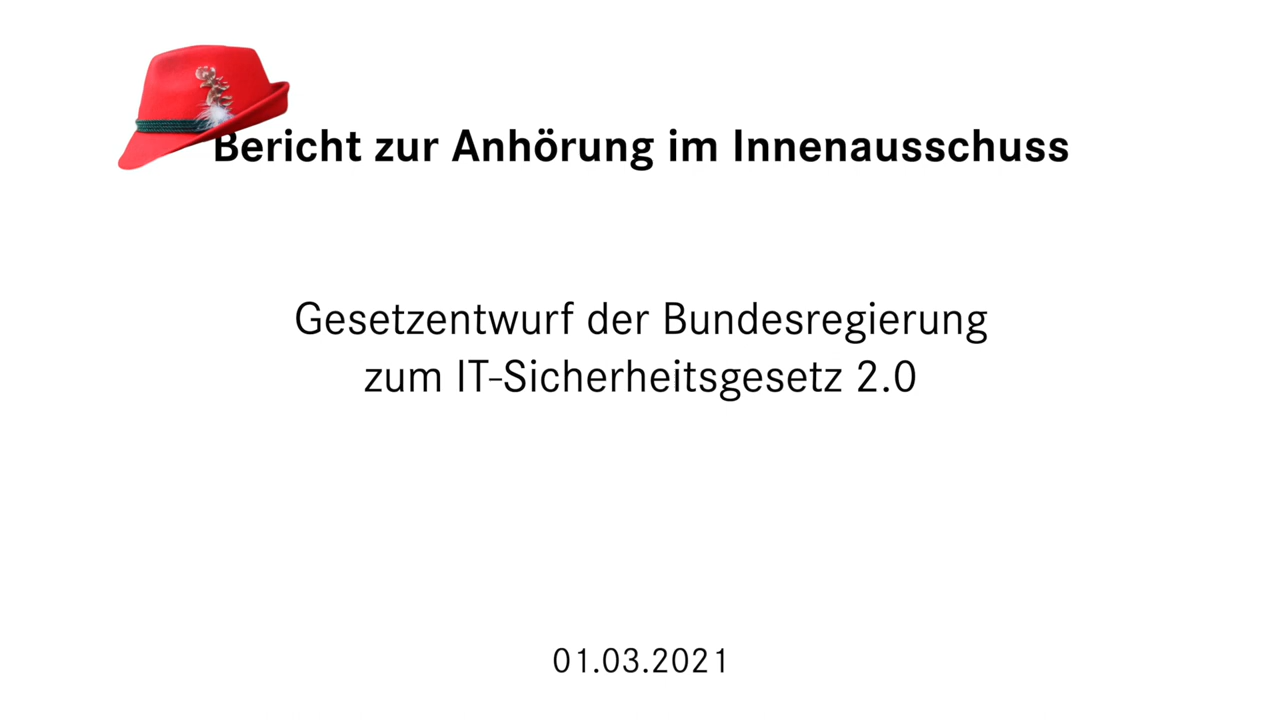 Bericht zur Anhörung im Innenausschuss
Gesetzentwurf der Bundesregierung
zum IT-Sicherheitsgesetz 2.0
01.03.2021